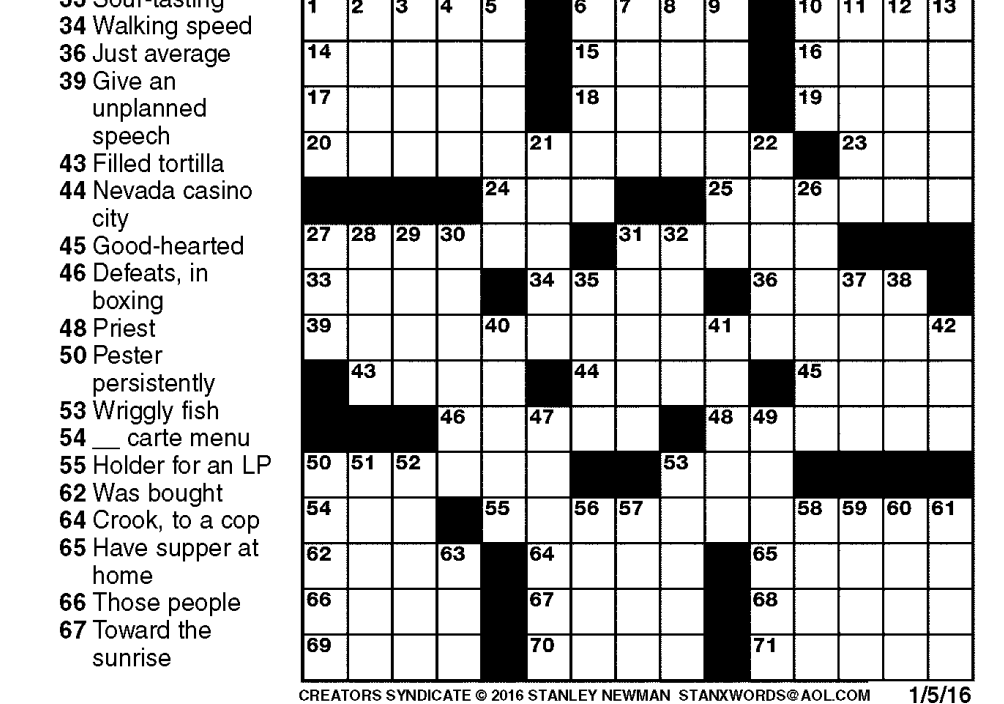 33 Sour-tasting
34 Walking speed
36 Just average
39 Give an
unplanned
speech
43 Filled tortilla
44 Nevada casino
city
45 Good-hearted
46 Defeats, in
boxing
48 Priest
50 Pester
persistently
53 Wriggly fish
54 __ carte menu
55 Holder for an LP
62 Was bought
64 Crook, to a cop
65 Have supper at
home
66 Those people
67 Toward the
sunrise
1 2 3 4 5 6 7 8 9 10 11 12 13
14 15 16
17 18 19
20 21 22 23
24 25 26
27 28 29 30 31 32
33 34 35 36 37 38
39 40 41 42
43 44 45
46 47 48 49
50 51 52 53
54 55 56 57 58 59 60 61
62 63 64 65
66 67 68
69 70 71
CREATORS SYNDICATE © 2016 STANLEY NEWMAN STANXWORDS@AOL.COM 1/5/16